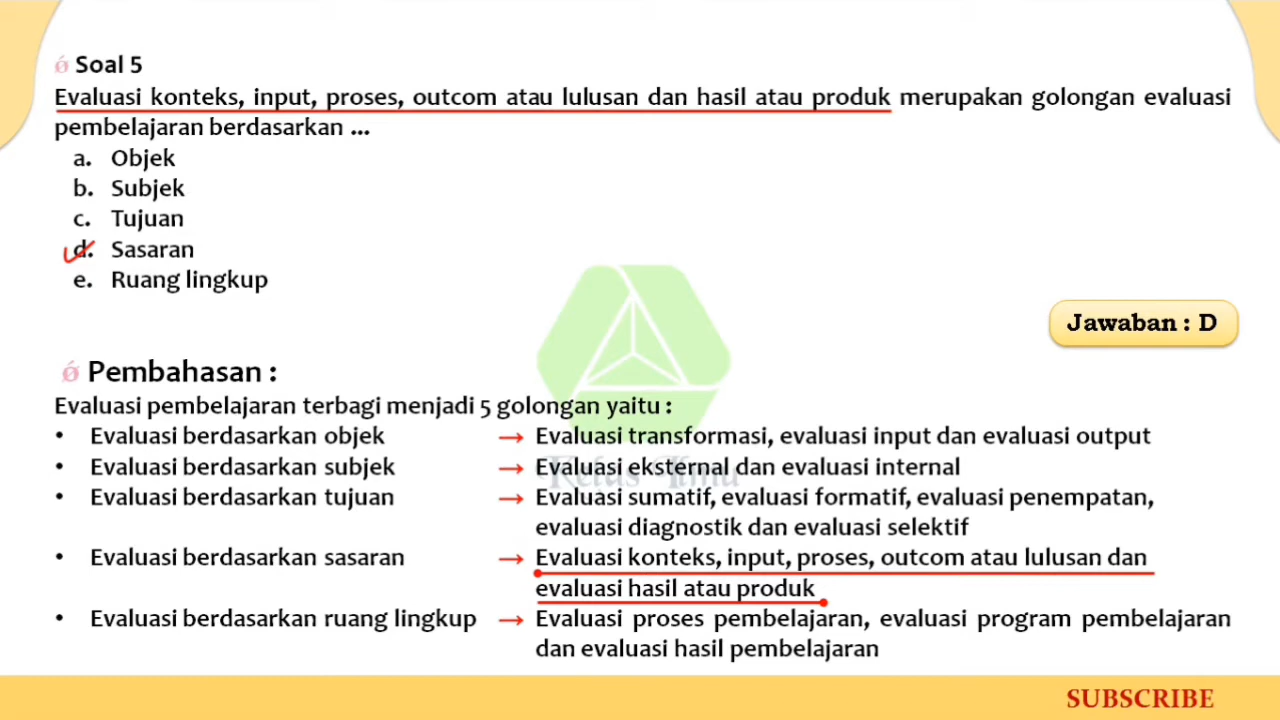 Soal 5
Evaluasi konteks, input, proses, outcom atau lulusan dan hasil atau produk merupakan golongan evaluasi
pembelajaran berdasarkan ...
a. Objek
b. Subjek
c. Tujuan
d. Sasaran
e. Ruang lingkup
Jawaban : D
Pembahasan :
Evaluasi pembelajaran terbagi menjadi 5 golongan yaitu :
• Evaluasi berdasarkan objek → Evaluasi transformasi, evaluasi input dan evaluasi output
• Evaluasi berdasarkan subjek → Evaluasi eksternal dan evaluasi internal
Kelas Ilmu
• Evaluasi berdasarkan tujuan → Evaluasi sumatif, evaluasi formatif, evaluasi penempatan,
evaluasi diagnostik dan evaluasi selektif
• Evaluasi berdasarkan sasaran → Evaluasi konteks, input, proses, outcom atau lulusan dan
evaluasi hasil atau produk
• Evaluasi berdasarkan ruang lingkup → Evaluasi proses pembelajaran, evaluasi program pembelajaran
dan evaluasi hasil pembelajaran
SUBSCRIBE